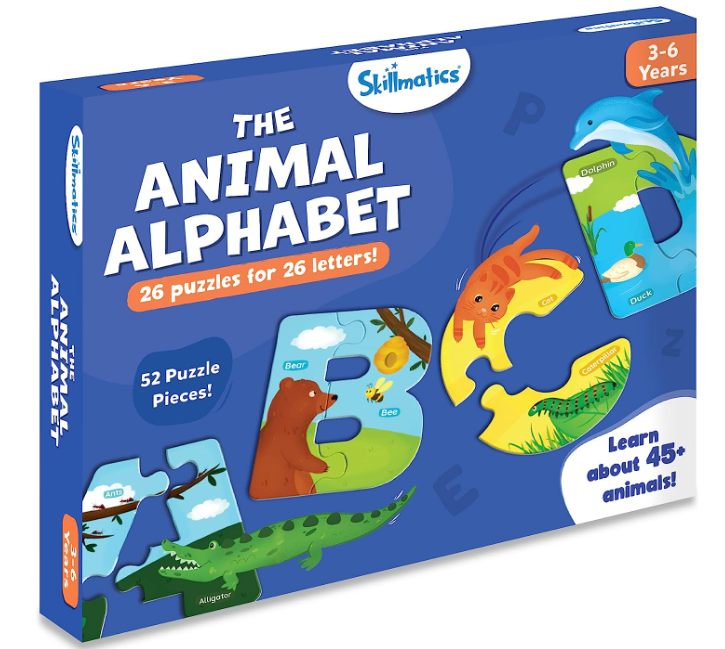 Skillmatics
3-6
Years
THE
ANIMAL
ALPHABET
26 puzzles for 26 letters!
52 Puzzle
Pieces!
Ants
Alligator
Bear
Bee
Cat
Caterpillar
Dolphin
Duck
P
Z
E
Learn
about 45+
animals!
Skillmatics
THE
ANIMAL
ALPHABET
3-6
Years
A
B
C
D